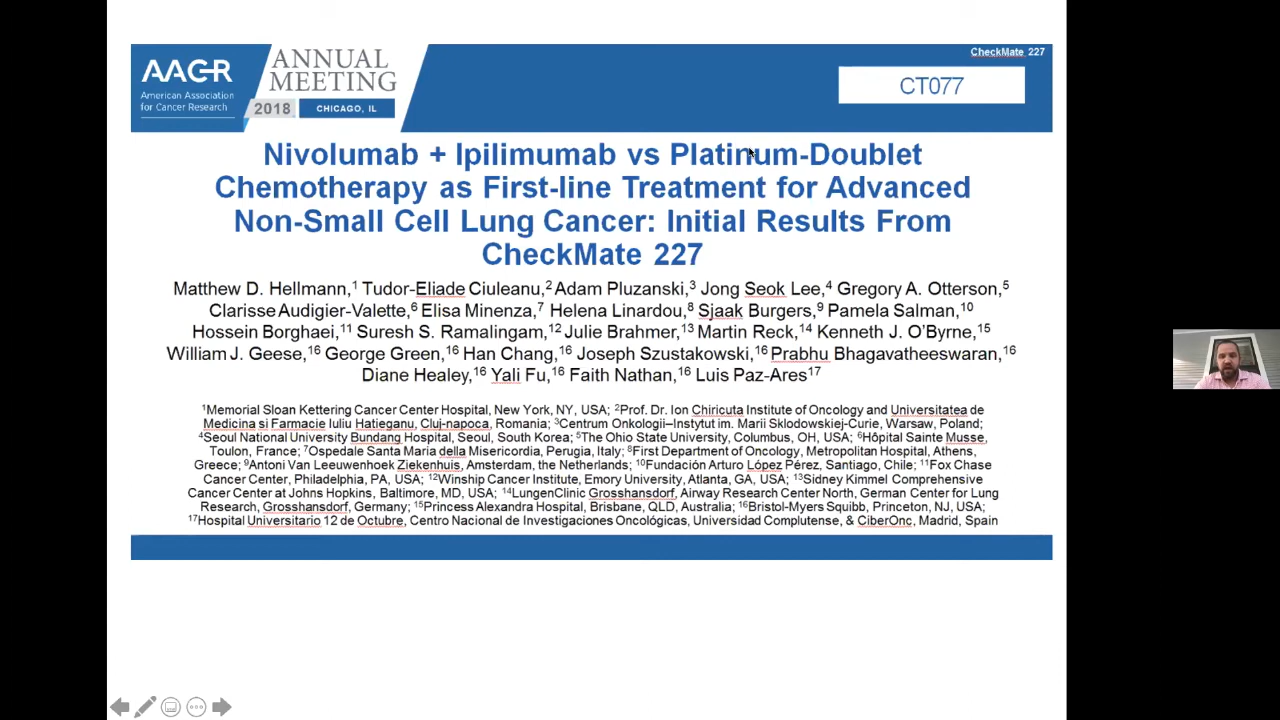 CheckMate 227
AACR
American Association
for Cancer Research
ANNUAL
MEETING
2018 CHICAGO, IL
CT077
Nivolumab + Ipilimumab vs Platinum-Doublet
Chemotherapy as First-line Treatment for Advanced
Non-Small Cell Lung Cancer: Initial Results From
CheckMate 227
Matthew D. Hellmann,¹ Tudor-Eliade Ciuleanu,² Adam Pluzanski,³ Jong Seok Lee,⁴ Gregory A. Otterson,⁵
Clarisse Audigier-Valette,⁶ Elisa Minenza,⁷ Helena Linardou,⁸ Sjaak Burgers,⁹ Pamela Salman,¹⁰
Hossein Borghaei,¹¹ Suresh S. Ramalingam,¹² Julie Brahmer,¹³ Martin Reck,¹⁴ Kenneth J. O’Byrne,¹⁵
William J. Geese,¹⁶ George Green,¹⁶ Han Chang,¹⁶ Joseph Szustakowski,¹⁶ Prabhu Bhagavatheeswaran,¹⁶
Diane Healey,¹⁶ Yali Fu,¹⁶ Faith Nathan,¹⁶ Luis Paz-Ares¹⁷
¹Memorial Sloan Kettering Cancer Center Hospital, New York, NY, USA; ²Prof. Dr. Ion Chiricuta Institute of Oncology and Universitatea de
Medicina si Farmacie Iuliu Hatieganu, Cluj-napoca, Romania; ³Centrum Onkologii–Instytut im. Marii Sklodowskiej-Curie, Warsaw, Poland;
⁴Seoul National University Bundang Hospital, Seoul, South Korea; ⁵The Ohio State University, Columbus, OH, USA; ⁶Hôpital Sainte Musse,
Toulon, France; ⁷Ospedale Santa Maria della Misericordia, Perugia, Italy; ⁸First Department of Oncology, Metropolitan Hospital, Athens,
Greece; ⁹Antoni Van Leeuwenhoek Ziekenhuis, Amsterdam, the Netherlands; ¹⁰Fundación Arturo López Pérez, Santiago, Chile; ¹¹Fox Chase
Cancer Center, Philadelphia, PA, USA; ¹²Winship Cancer Institute, Emory University, Atlanta, GA, USA; ¹³Sidney Kimmel Comprehensive
Cancer Center at Johns Hopkins, Baltimore, MD, USA; ¹⁴LungenClinic Grosshansdorf, Airway Research Center North, German Center for Lung
Research, Grosshansdorf, Germany; ¹⁵Princess Alexandra Hospital, Brisbane, QLD, Australia; ¹⁶Bristol-Myers Squibb, Princeton, NJ, USA;
¹⁷Hospital Universitario 12 de Octubre, Centro Nacional de Investigaciones Oncológicas, Universidad Complutense, & CiberOnc, Madrid, Spain